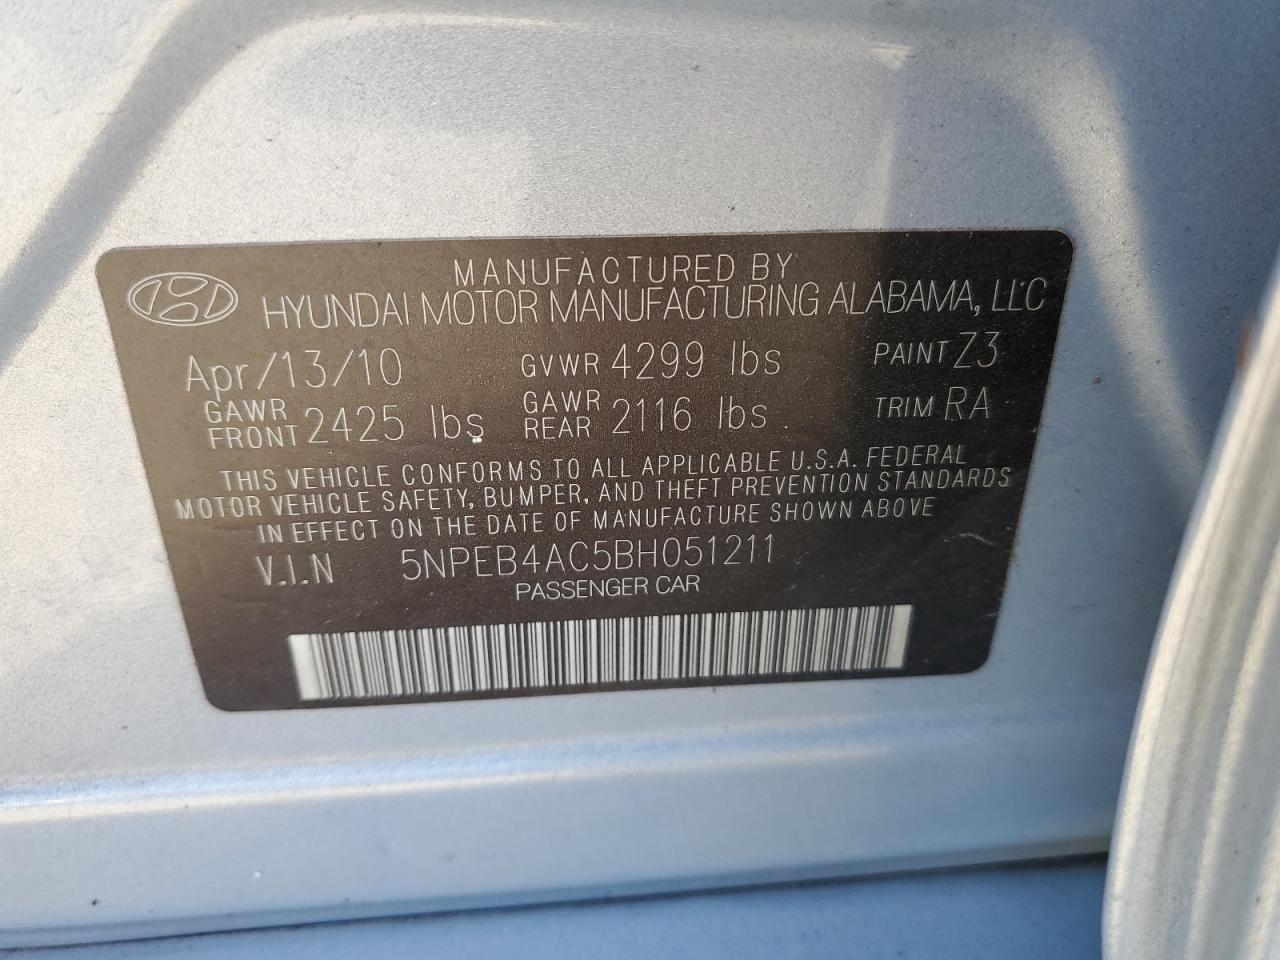 MANUFACTURED BY
HYUNDAI MOTOR MANUFACTURING ALABAMA, LLC
Apr/13/10 GVWR 4299 lbs PAINT Z3
GAWR FRONT 2425 lbs GAWR REAR 2116 lbs TRIM RA
THIS VEHICLE CONFORMS TO ALL APPLICABLE U.S.A. FEDERAL
MOTOR VEHICLE SAFETY, BUMPER, AND THEFT PREVENTION STANDARDS
IN EFFECT ON THE DATE OF MANUFACTURE SHOWN ABOVE
V.I.N 5NPEB4AC5BH051211
PASSENGER CAR